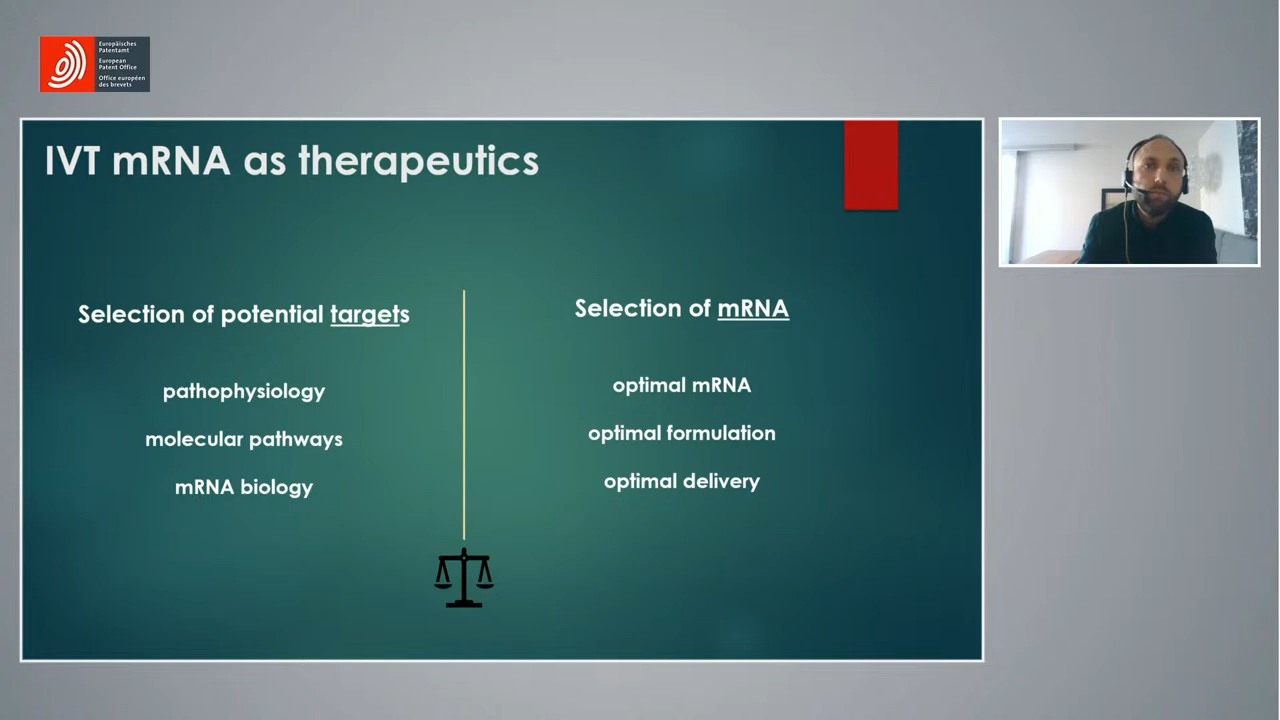 Europäisches
Patentamt
European
Patent Office
Office européen
des brevets
IVT mRNA as therapeutics
Selection of potential targets
pathophysiology
molecular pathways
mRNA biology
Selection of mRNA
optimal mRNA
optimal formulation
optimal delivery